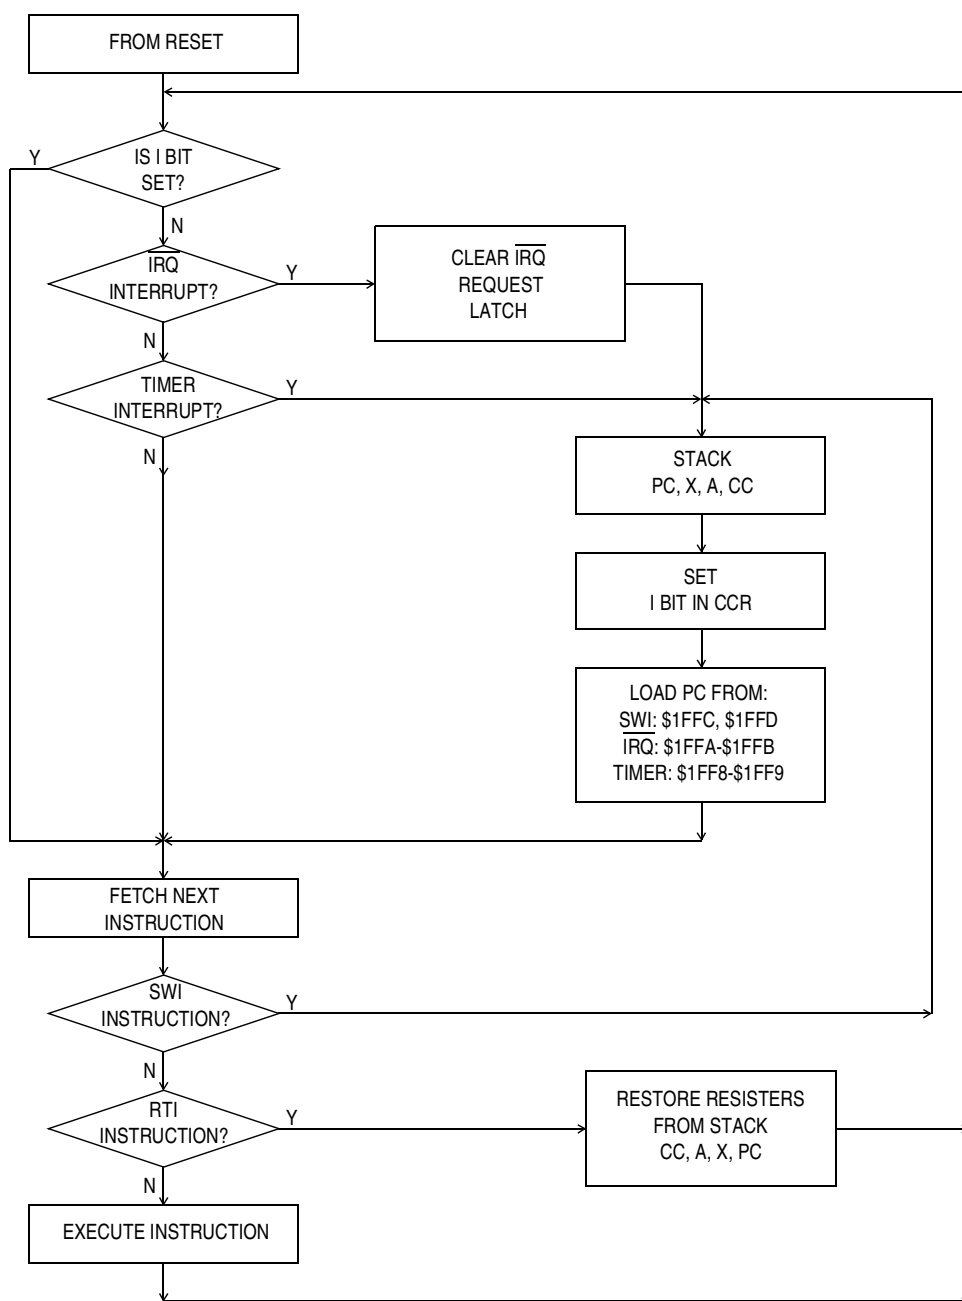 FROM RESET
Y
IS I BIT
SET?
N
IRQ
INTERRUPT?
Y
CLEAR IRQ
REQUEST
LATCH
N
TIMER
INTERRUPT?
Y
N
STACK
PC, X, A, CC
SET
I BIT IN CCR
LOAD PC FROM:
SWI: $1FFC, $1FFD
IRQ: $1FFA-$1FFB
TIMER: $1FF8-$1FF9
FETCH NEXT
INSTRUCTION
SWI
INSTRUCTION?
Y
N
RTI
INSTRUCTION?
Y
RESTORE RESISTERS
FROM STACK
CC, A, X, PC
N
EXECUTE INSTRUCTION